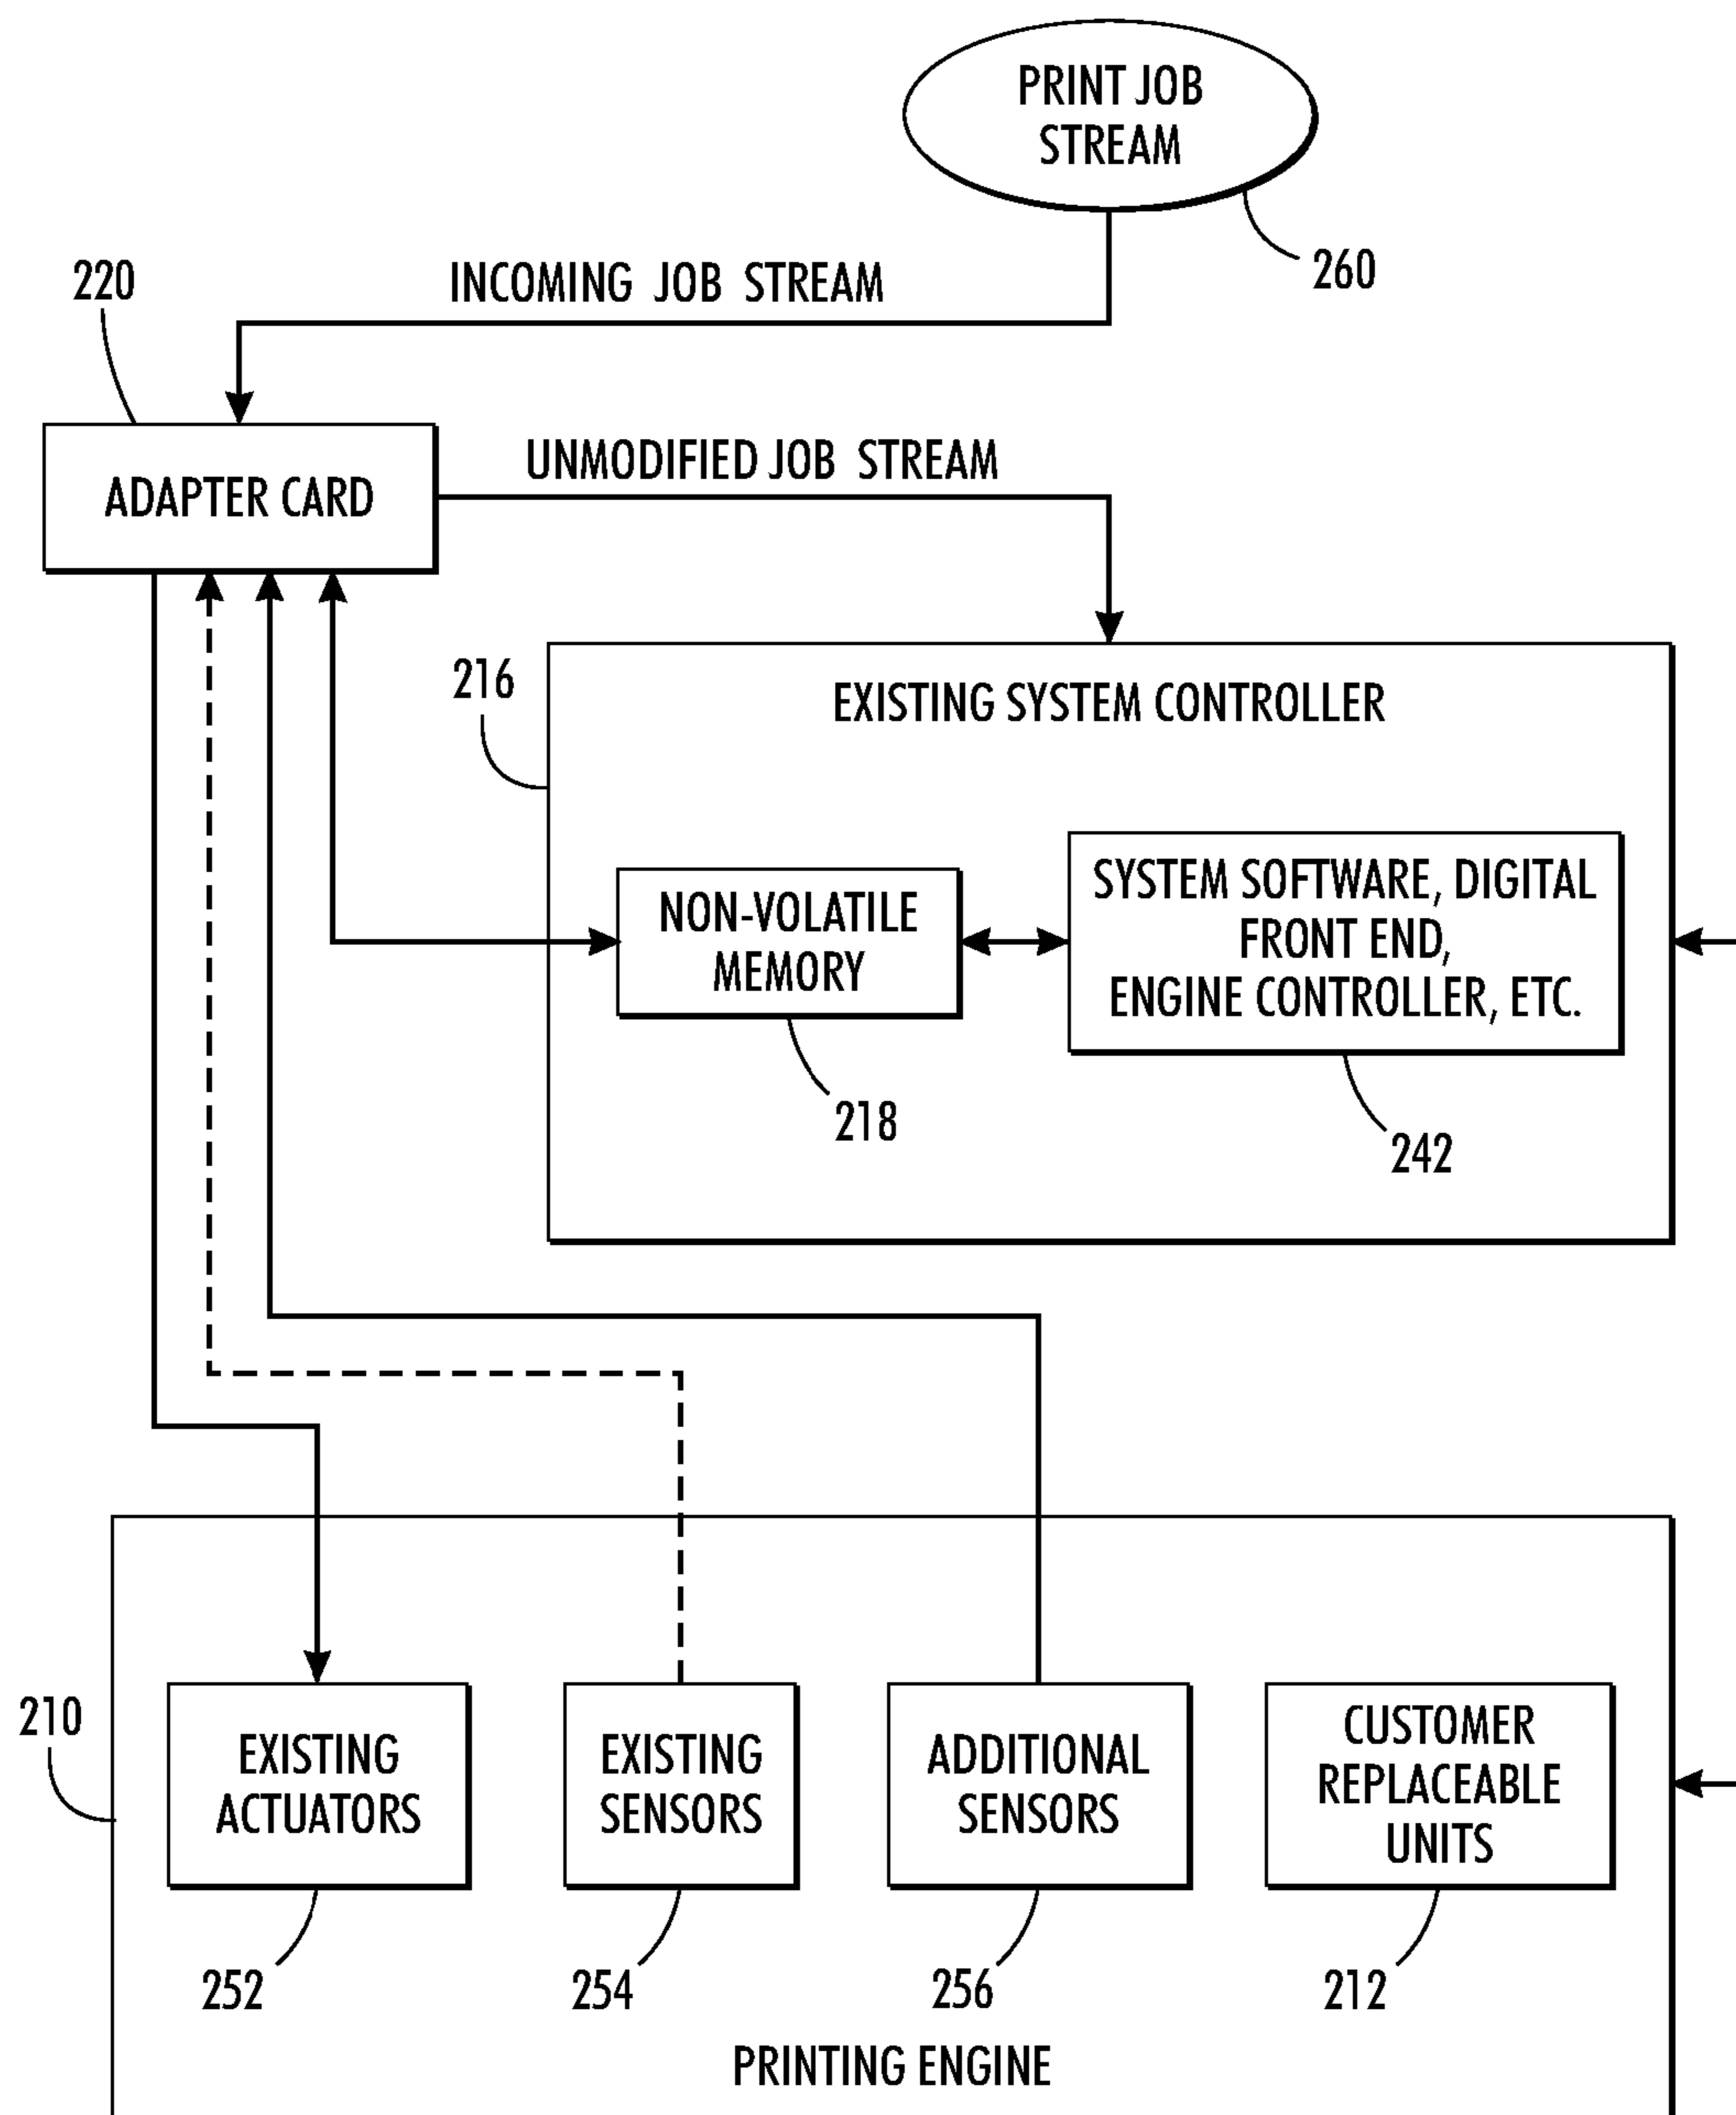 PRINT JOB
STREAM
260
INCOMING JOB STREAM
220
ADAPTER CARD
UNMODIFIED JOB STREAM
216
EXISTING SYSTEM CONTROLLER
NON-VOLATILE
MEMORY
218
SYSTEM SOFTWARE, DIGITAL
FRONT END,
ENGINE CONTROLLER, ETC.
242
210
EXISTING
ACTUATORS
252
EXISTING
SENSORS
254
ADDITIONAL
SENSORS
256
CUSTOMER
REPLACEABLE
UNITS
212
PRINTING ENGINE